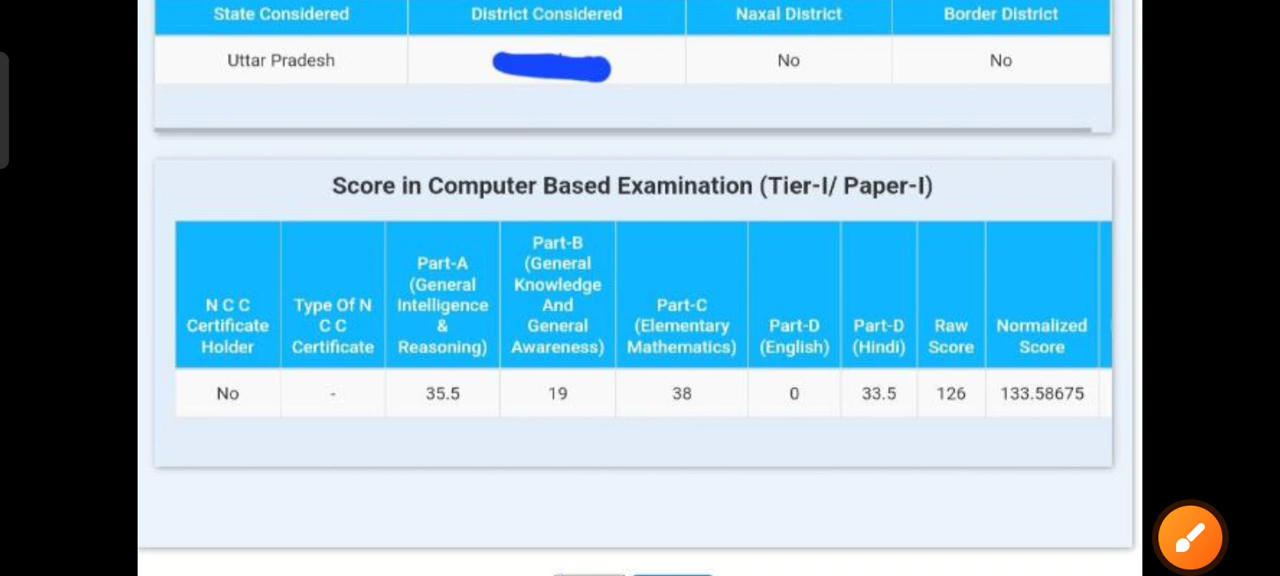 State Considered District Considered Naxal District Border District
Uttar Pradesh No No
Score in Computer Based Examination (Tier-I/ Paper-I)
N C C Certificate Holder
Type Of N C C Certificate
Part-A (General Intelligence & Reasoning)
Part-B (General Knowledge And General Awareness)
Part-C (Elementary Mathematics)
Part-D (English)
Part-D (Hindi)
Raw Score
Normalized Score
No - 35.5 19 38 0 33.5 126 133.58675